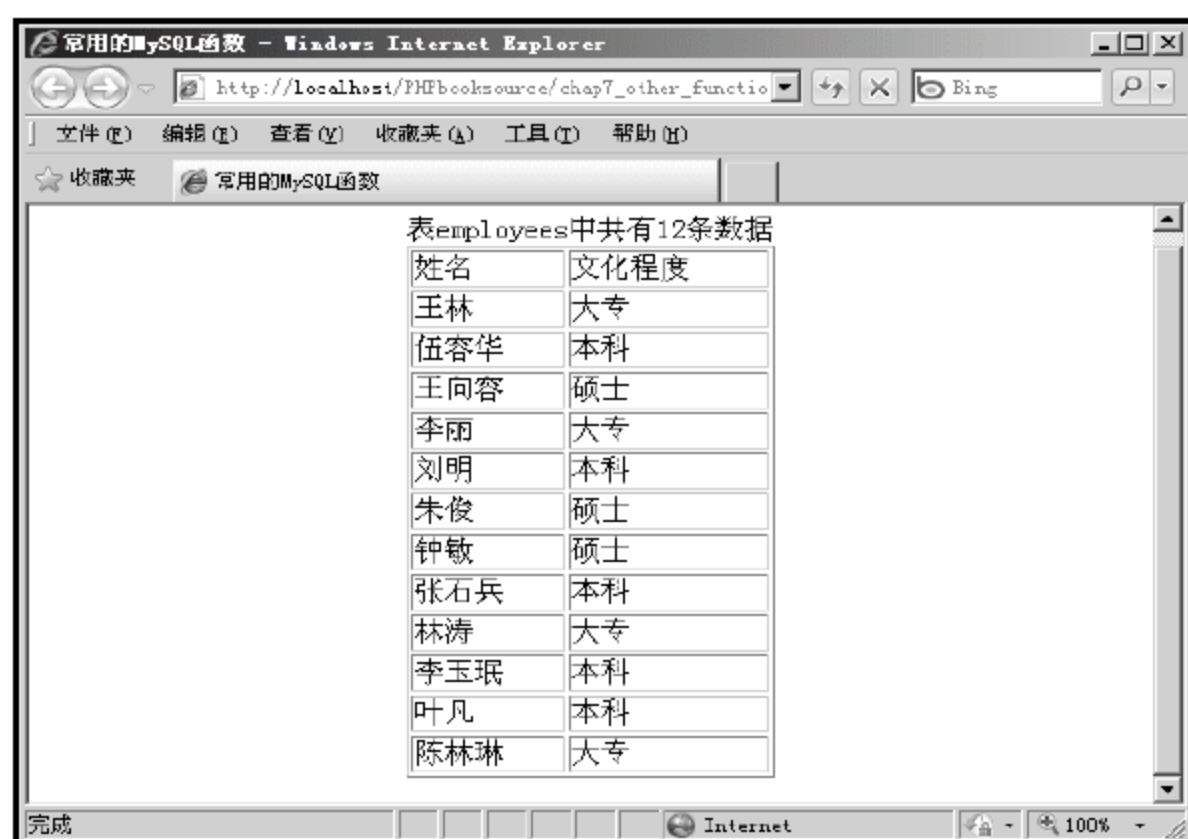 常用的MySQL函数 - Windows Internet Explorer
http://localhost/PHPbooksource/chap7_other_functio
Bing
文件(F) 编辑(E) 查看(V) 收藏夹(A) 工具(T) 帮助(H)
收藏夹 常用的MySQL函数
表employees中共有12条数据
姓名 文化程度
王林 大专
伍容华 本科
王向容 硕士
李丽 大专
刘明 本科
朱俊 硕士
钟敏 硕士
张石兵 本科
林涛 大专
李玉珉 本科
叶凡 本科
陈林琳 大专
完成 Internet 100%